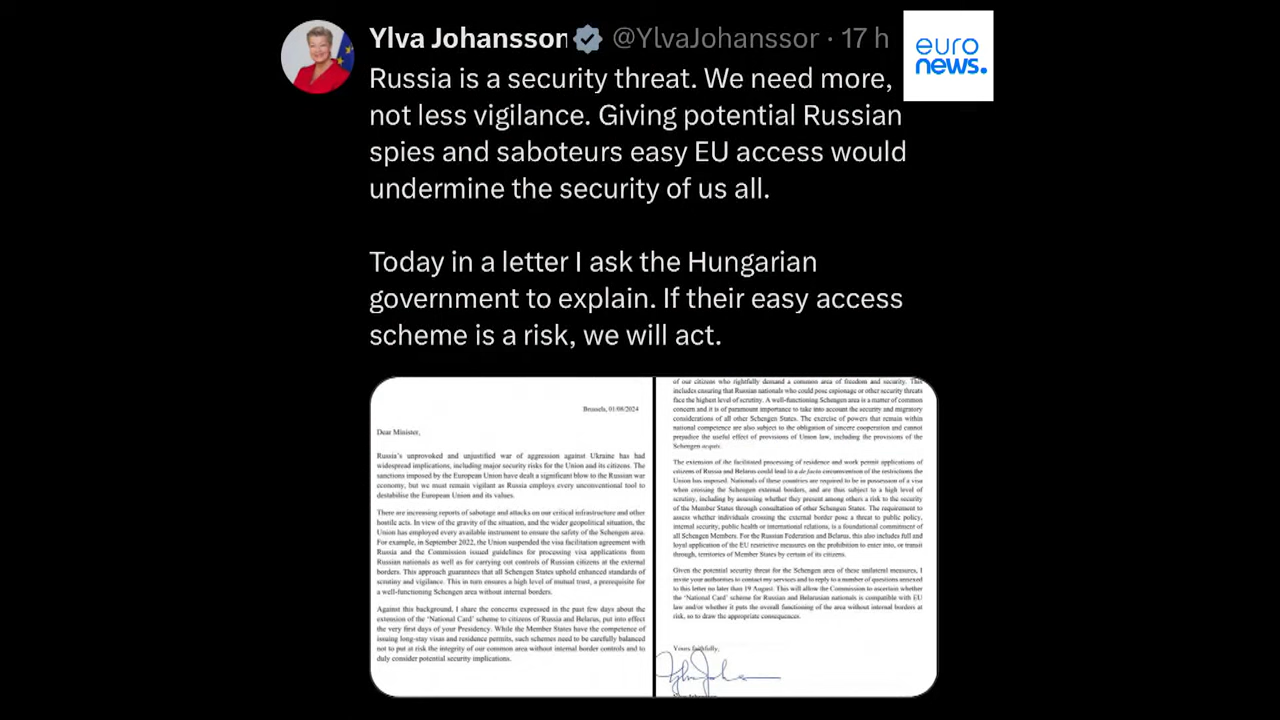 Ylva Johansson @YlvaJohanssor · 17 h
euro
news.
Russia is a security threat. We need more,
not less vigilance. Giving potential Russian
spies and saboteurs easy EU access would
undermine the security of us all.
Today in a letter I ask the Hungarian
government to explain. If their easy access
scheme is a risk, we will act.
Brussels, 01/08/2024
Dear Minister,
Russia's unprovoked and unjustified war of aggression against Ukraine has had
widespread implications, including major security risks for the Union and its citizens. The
sanctions imposed by the European Union have dealt a significant blow to the Russian war
economy, but we must remain vigilant as Russia employs every unconventional tool to
destabilise the European Union and its values.
There are increasing reports of sabotage and attacks on our critical infrastructure and other
hostile acts. In view of the gravity of the situation, and the wider geopolitical situation, the
Union has employed every available instrument to ensure the safety of the Schengen area.
For example, in September 2022, the Union suspended the visa facilitation agreement with
Russia and the Commission issued guidelines for processing visa applications from
Russian nationals as well as for carrying out controls of Russian citizens at the external
borders. This approach guarantees that all Schengen States uphold enhanced standards of
scrutiny and vigilance. This in turn ensures a high level of mutual trust, a prerequisite for
a well-functioning Schengen area without internal borders.
Against this background, I share the concerns expressed in the past few days about the
extension of the 'National Card' scheme to citizens of Russia and Belarus, put into effect
the very first days of your Presidency. While the Member States have the competence of
issuing long-stay visas and residence permits, such schemes need to be carefully balanced
not to put at risk the integrity of our common area without internal border controls and to
duly consider potential security implications.
of our citizens who rightfully demand a common area of freedom and security. This
includes ensuring that Russian nationals who could pose espionage or other security threats
face the highest level of scrutiny. A well-functioning Schengen area is a matter of common
concern and it is of paramount importance to take into account the security and migratory
considerations of all other Schengen States. The exercise of powers that remain within
national competence are also subject to the obligation of sincere cooperation and cannot
prejudice the useful effect of provisions of Union law, including the provisions of the
Schengen acquis.
The extension of the facilitated processing of residence and work permit applications of
citizens of Russia and Belarus could lead to a de facto circumvention of the restrictions the
Union has imposed. Nationals of these countries are required to be in possession of a visa
when crossing the Schengen external borders, and are thus subject to a high level of
scrutiny, including by assessing whether they present among others a risk to the security
of the Member States through consultation of other Schengen States. The requirement to
assess whether individuals crossing the external border pose a threat to public policy,
internal security, public health or international relations, is a foundational commitment of
all Schengen Members. For the Russian Federation and Belarus, this also includes full and
loyal application of the EU restrictive measures on the prohibition to enter into, or transit
through, territories of Member States by certain of its citizens.
Given the potential security threat for the Schengen area of these unilateral measures, I
invite your authorities to contact my services and to reply to a number of questions annexed
to this letter no later than 19 August. This will allow the Commission to ascertain whether
the 'National Card' scheme for Russian and Belarusian nationals is compatible with EU
law and/or whether it puts the overall functioning of the area without internal borders at
risk, so to draw the appropriate consequences.
Yours faithfully,